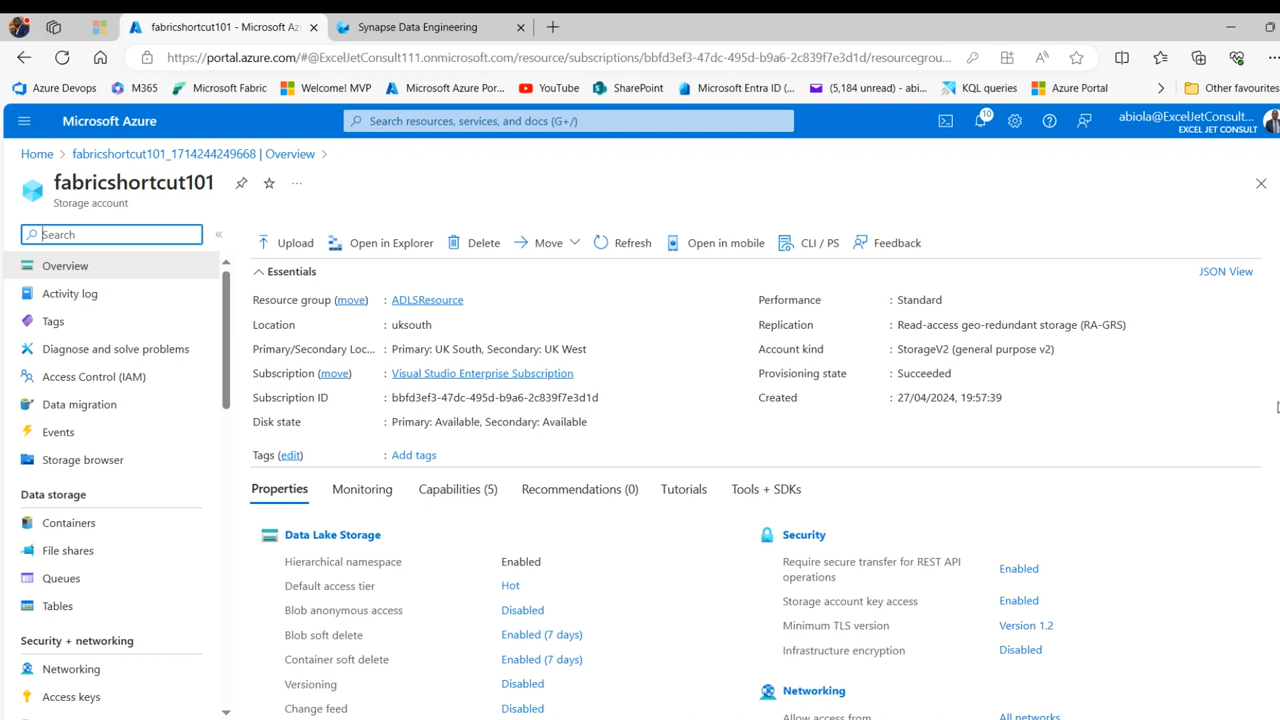 fabricshortcut101 - Microsoft Az
Synapse Data Engineering
https://portal.azure.com/#@ExcelJetConsult111.onmicrosoft.com/resource/subscriptions/bbfd3ef3-47dc-495d-b9a6-2c839f7e3d1d/resourcegrou...
Azure Devops
M365
Microsoft Fabric
Welcome! MVP
Microsoft Azure Por...
YouTube
SharePoint
Microsoft Entra ID (...
(5,184 unread) - abi...
KQL queries
Azure Portal
Other favourites
Microsoft Azure
Search resources, services, and docs (G+/)
10
abiola@ExcelJetConsult...
EXCEL JET CONSULT
Home > fabricshortcut101_1714244249668 | Overview >
fabricshortcut101
Storage account
Search
Overview
Activity log
Tags
Diagnose and solve problems
Access Control (IAM)
Data migration
Events
Storage browser
Data storage
Containers
File shares
Queues
Tables
Security + networking
Networking
Access keys
Upload
Open in Explorer
Delete
Move
Refresh
Open in mobile
CLI / PS
Feedback
Essentials
JSON View
Resource group (move) : ADLSResource
Location : uksouth
Primary/Secondary Loc... : Primary: UK South, Secondary: UK West
Subscription (move) : Visual Studio Enterprise Subscription
Subscription ID : bbfd3ef3-47dc-495d-b9a6-2c839f7e3d1d
Disk state : Primary: Available, Secondary: Available
Performance : Standard
Replication : Read-access geo-redundant storage (RA-GRS)
Account kind : StorageV2 (general purpose v2)
Provisioning state : Succeeded
Created : 27/04/2024, 19:57:39
Tags (edit) : Add tags
Properties
Monitoring
Capabilities (5)
Recommendations (0)
Tutorials
Tools + SDKs
Data Lake Storage
Hierarchical namespace Enabled
Default access tier Hot
Blob anonymous access Disabled
Blob soft delete Enabled (7 days)
Container soft delete Enabled (7 days)
Versioning Disabled
Change feed Disabled
Security
Require secure transfer for REST API
operations Enabled
Storage account key access Enabled
Minimum TLS version Version 1.2
Infrastructure encryption Disabled
Networking
Allow access from All networks